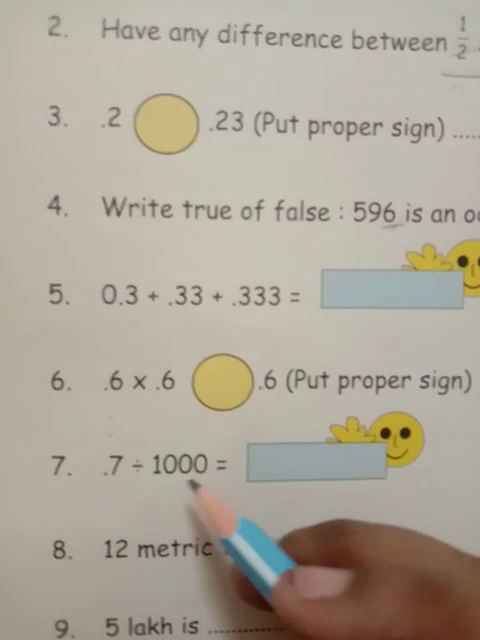 2. Have any difference between 1/2
3. .2 .23 (Put proper sign) ....
4. Write true of false : 596 is an
5. 0.3 + .33 + .333 =
6. .6 x .6 .6 (Put proper sign)
7. .7 ÷ 1000 =
8. 12 metric
9. 5 lakh is ............